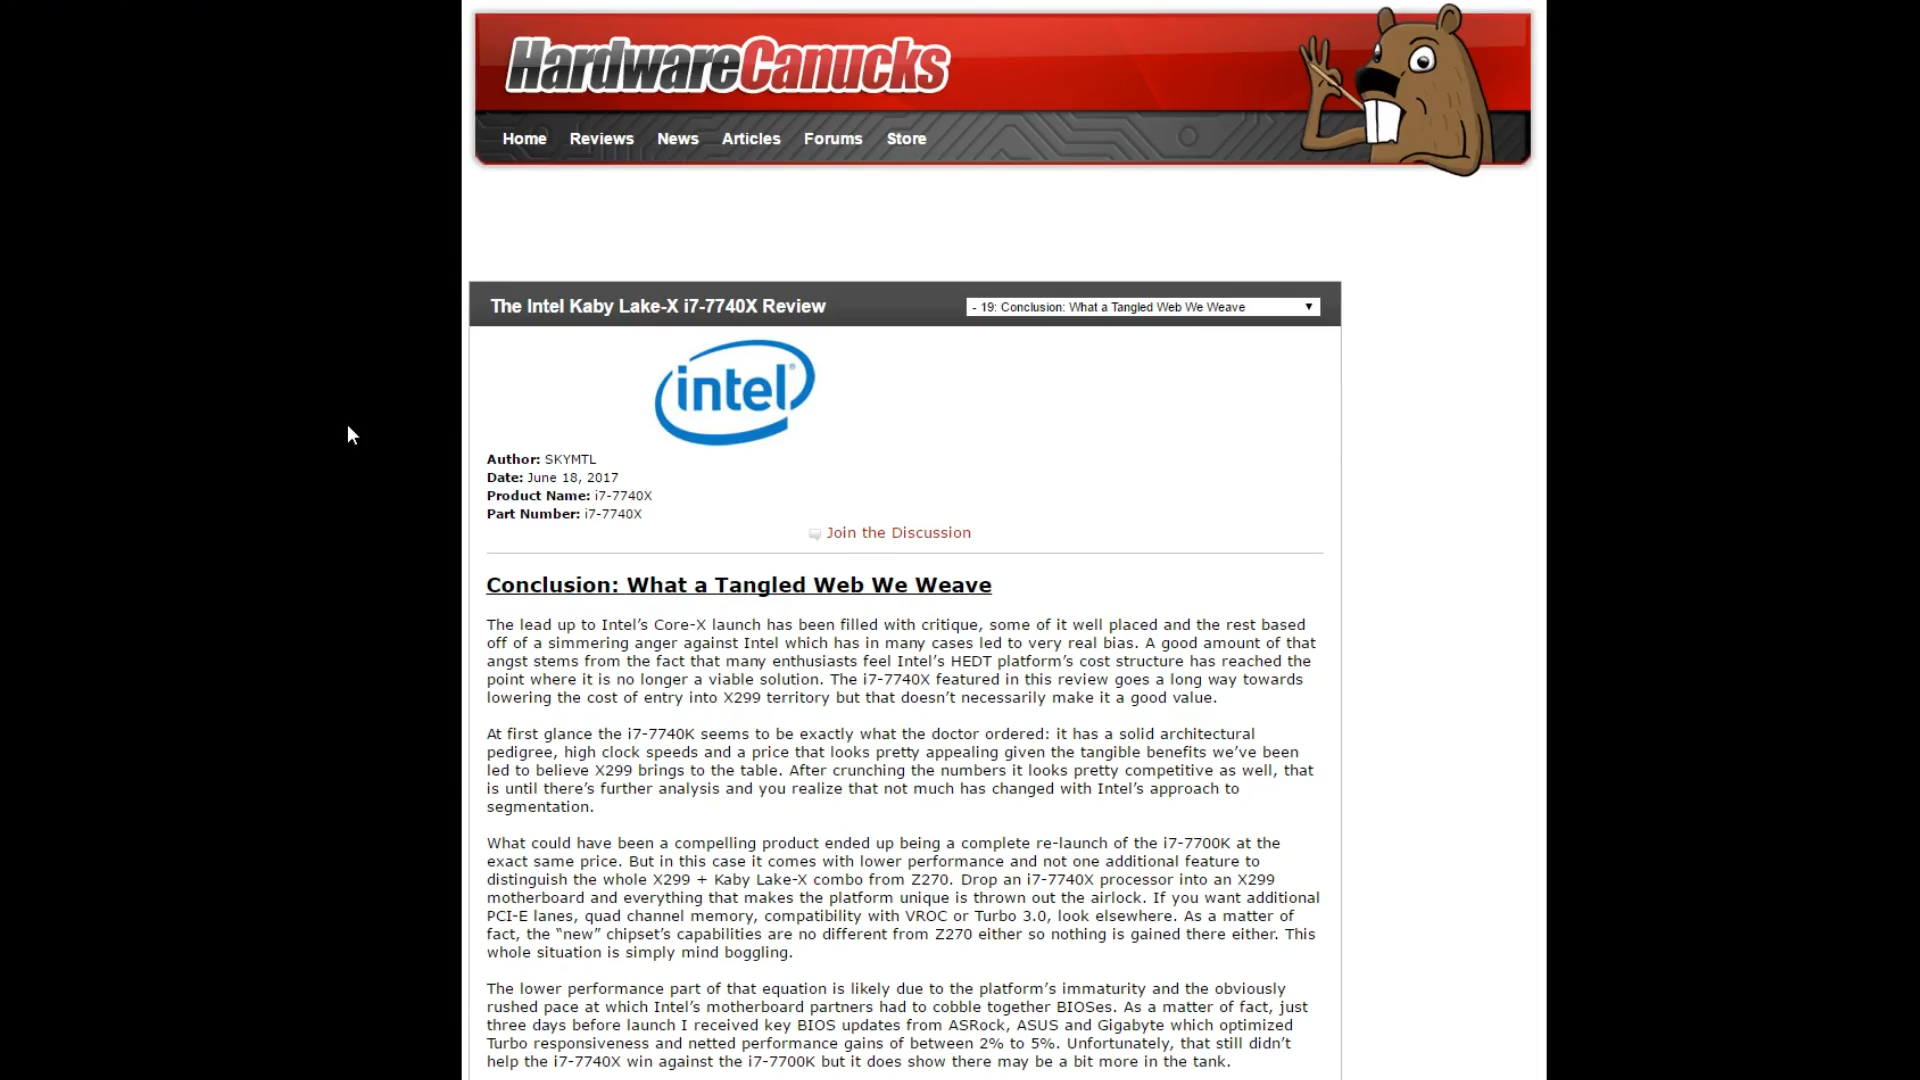 HardwareCanucks
Home Reviews News Articles Forums Store
The Intel Kaby Lake-X i7-7740X Review
- 19: Conclusion: What a Tangled Web We Weave
intel
Author: SKYMTL
Date: June 18, 2017
Product Name: i7-7740X
Part Number: i7-7740X
Join the Discussion
Conclusion: What a Tangled Web We Weave
The lead up to Intel’s Core-X launch has been filled with critique, some of it well placed and the rest based
off of a simmering anger against Intel which has in many cases led to very real bias. A good amount of that
angst stems from the fact that many enthusiasts feel Intel’s HEDT platform’s cost structure has reached the
point where it is no longer a viable solution. The i7-7740X featured in this review goes a long way towards
lowering the cost of entry into X299 territory but that doesn’t necessarily make it a good value.
At first glance the i7-7740K seems to be exactly what the doctor ordered: it has a solid architectural
pedigree, high clock speeds and a price that looks pretty appealing given the tangible benefits we’ve been
led to believe X299 brings to the table. After crunching the numbers it looks pretty competitive as well, that
is until there’s further analysis and you realize that not much has changed with Intel’s approach to
segmentation.
What could have been a compelling product ended up being a complete re-launch of the i7-7700K at the
exact same price. But in this case it comes with lower performance and not one additional feature to
distinguish the whole X299 + Kaby Lake-X combo from Z270. Drop an i7-7740X processor into an X299
motherboard and everything that makes the platform unique is thrown out the airlock. If you want additional
PCI-E lanes, quad channel memory, compatibility with VROC or Turbo 3.0, look elsewhere. As a matter of
fact, the “new” chipset’s capabilities are no different from Z270 either so nothing is gained there either. This
whole situation is simply mind boggling.
The lower performance part of that equation is likely due to the platform’s immaturity and the obviously
rushed pace at which Intel’s motherboard partners had to cobble together BIOSes. As a matter of fact, just
three days before launch I received key BIOS updates from ASRock, ASUS and Gigabyte which optimized
Turbo responsiveness and netted performance gains of between 2% to 5%. Unfortunately, that still didn’t
help the i7-7740X win against the i7-7700K but it does show there may be a bit more in the tank.